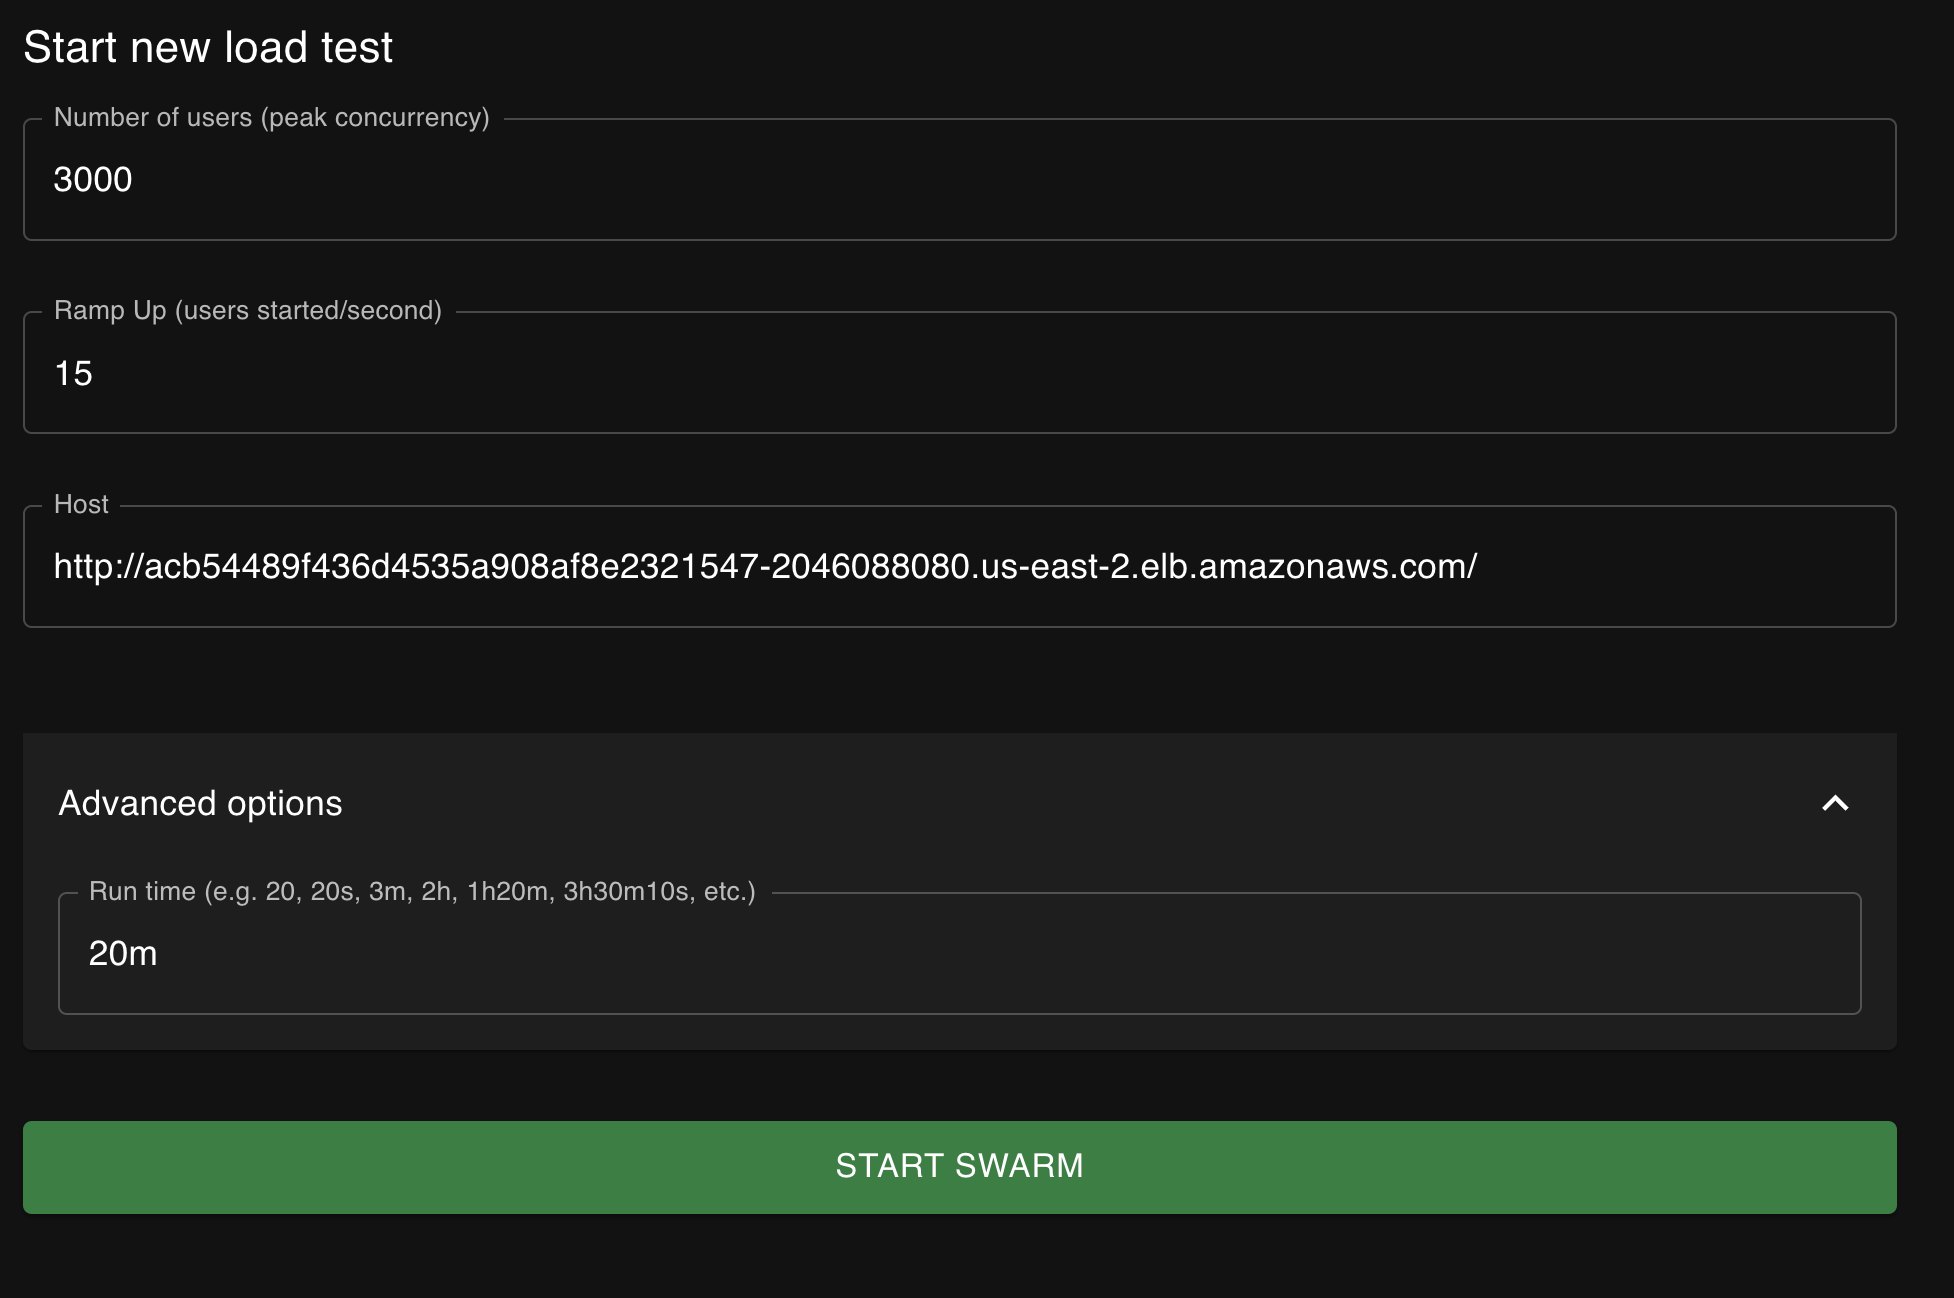 Start new load test
Number of users (peak concurrency)
3000
Ramp Up (users started/second)
15
Host
http://acb54489f436d4535a908af8e2321547-2046088080.us-east-2.elb.amazonaws.com/
Advanced options
Run time (e.g. 20, 20s, 3m, 2h, 1h20m, 3h30m10s, etc.)
20m
START SWARM